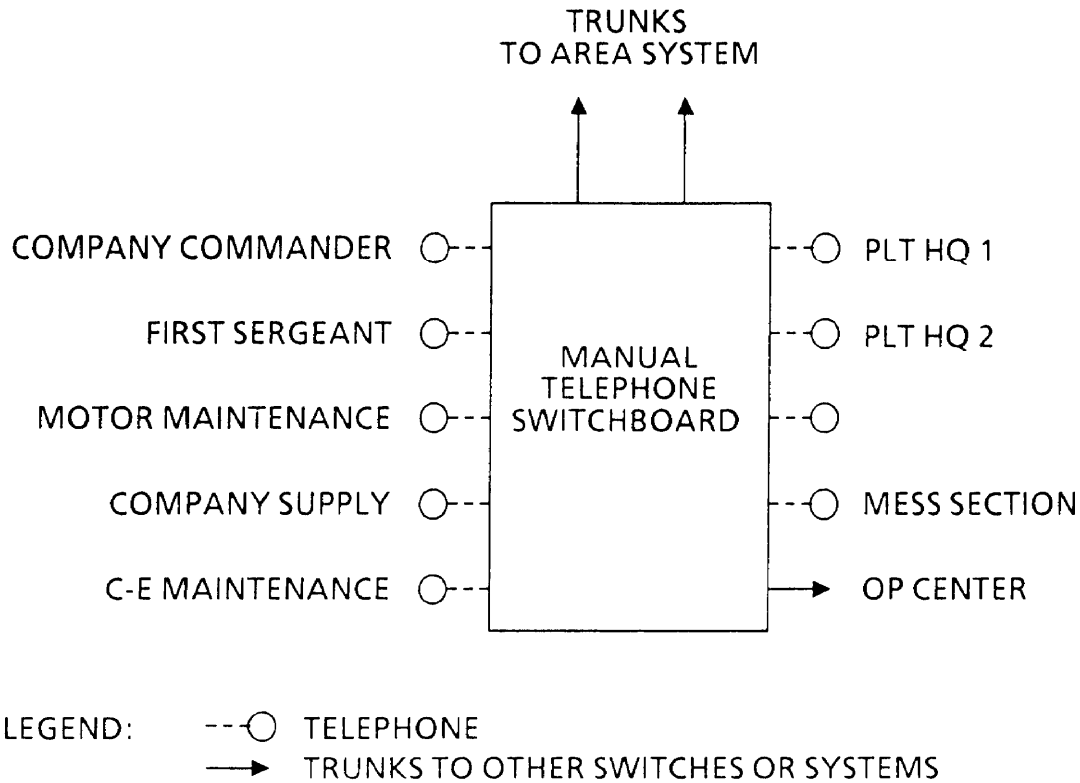 TRUNKS
TO AREA SYSTEM
COMPANY COMMANDER
PLT HQ 1
FIRST SERGEANT
PLT HQ 2
MANUAL
TELEPHONE
SWITCHBOARD
MOTOR MAINTENANCE
COMPANY SUPPLY
MESS SECTION
C-E MAINTENANCE
OP CENTER
LEGEND:
TELEPHONE
TRUNKS TO OTHER SWITCHES OR SYSTEMS